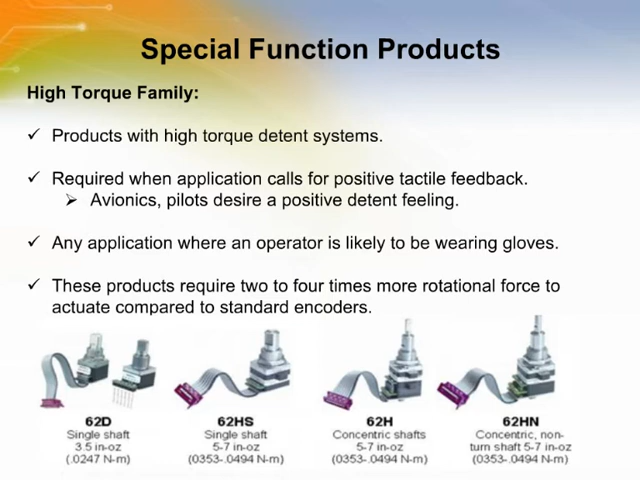 Special Function Products
High Torque Family:
✓ Products with high torque detent systems.
✓ Required when application calls for positive tactile feedback.
➢ Avionics, pilots desire a positive detent feeling.
✓ Any application where an operator is likely to be wearing gloves.
✓ These products require two to four times more rotational force to
actuate compared to standard encoders.
62D
Single shaft
3.5 in-oz
(.0247 N-m)
62HS
Single shaft
5-7 in-oz
(0353-.0494 N-m)
62H
Concentric shafts
5-7 in-oz
(0353-.0494 N-m)
62HN
Concentric, non-
turn shaft 5-7 in-oz
(0353-.0494 N-m)